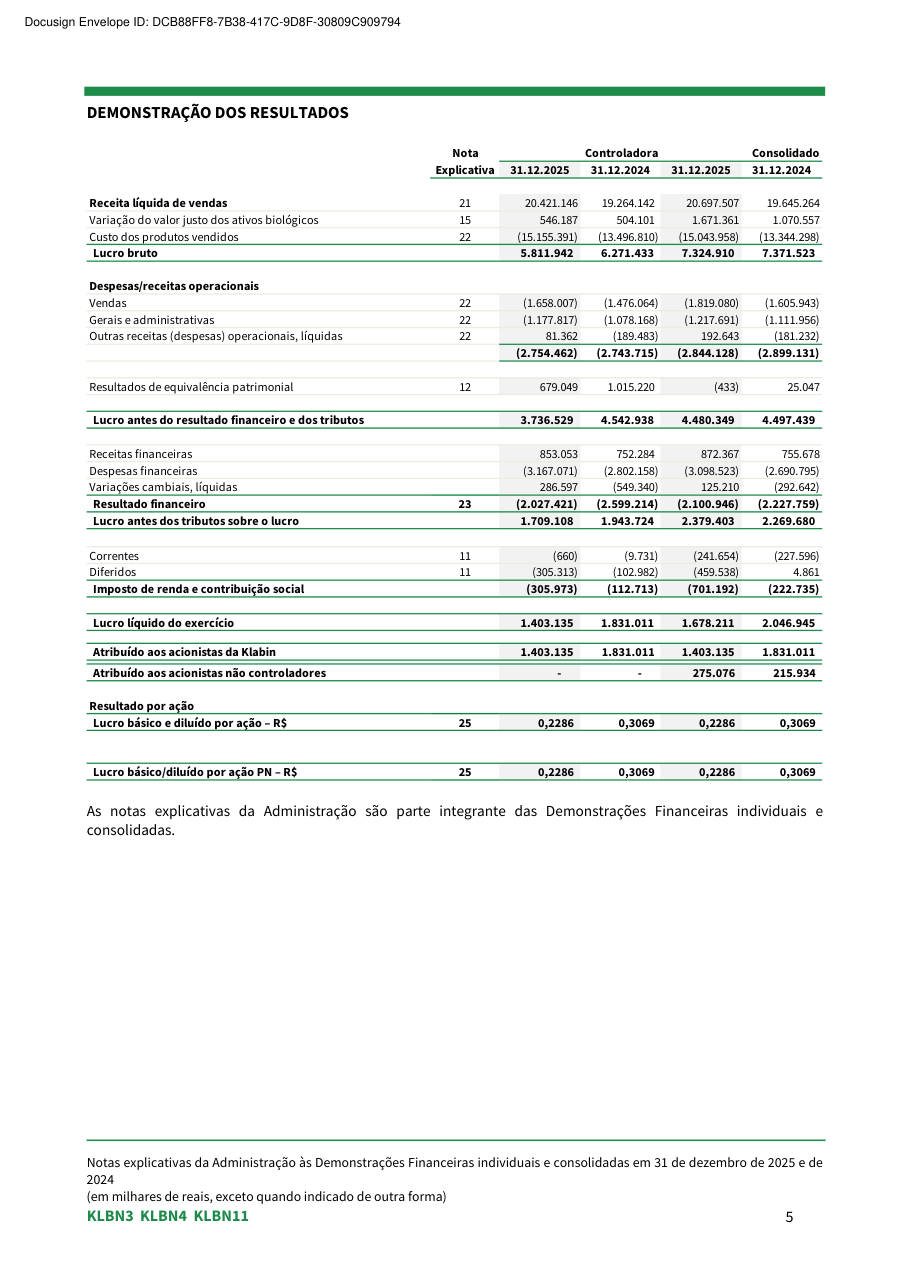 Docusign Envelope ID: DCB88FF8-7B38-417C-9D8F-30809C909794
DEMONSTRAÇÃO DOS RESULTADOS
Nota Controladora Consolidado
Explicativa 31.12.2025 31.12.2024 31.12.2025 31.12.2024
Receita líquida de vendas 21 20.421.146 19.264.142 20.697.507 19.645.264
Variação do valor justo dos ativos biológicos 15 546.187 504.101 1.671.361 1.070.557
Custo dos produtos vendidos 22 (15.155.391) (13.496.810) (15.043.958) (13.344.298)
Lucro bruto 5.811.942 6.271.433 7.324.910 7.371.523
Despesas/receitas operacionais
Vendas 22 (1.658.007) (1.476.064) (1.819.080) (1.605.943)
Gerais e administrativas 22 (1.177.817) (1.078.168) (1.217.691) (1.111.956)
Outras receitas (despesas) operacionais, líquidas 22 81.362 (189.483) 192.643 (181.232)
(2.754.462) (2.743.715) (2.844.128) (2.899.131)
Resultados de equivalência patrimonial 12 679.049 1.015.220 (433) 25.047
Lucro antes do resultado financeiro e dos tributos 3.736.529 4.542.938 4.480.349 4.497.439
Receitas financeiras 853.053 752.284 872.367 755.678
Despesas financeiras (3.167.071) (2.802.158) (3.098.523) (2.690.795)
Variações cambiais, líquidas 286.597 (549.340) 125.210 (292.642)
Resultado financeiro 23 (2.027.421) (2.599.214) (2.100.946) (2.227.759)
Lucro antes dos tributos sobre o lucro 1.709.108 1.943.724 2.379.403 2.269.680
Correntes 11 (660) (9.731) (241.654) (227.596)
Diferidos 11 (305.313) (102.982) (459.538) 4.861
Imposto de renda e contribuição social (305.973) (112.713) (701.192) (222.735)
Lucro líquido do exercício 1.403.135 1.831.011 1.678.211 2.046.945
Atribuído aos acionistas da Klabin 1.403.135 1.831.011 1.403.135 1.831.011
Atribuído aos acionistas não controladores - - 275.076 215.934
Resultado por ação
Lucro básico e diluído por ação – R$ 25 0,2286 0,3069 0,2286 0,3069
Lucro básico/diluído por ação PN – R$ 25 0,2286 0,3069 0,2286 0,3069
As notas explicativas da Administração são parte integrante das Demonstrações Financeiras individuais e
consolidadas.
Notas explicativas da Administração às Demonstrações Financeiras individuais e consolidadas em 31 de dezembro de 2025 e de
2024
(em milhares de reais, exceto quando indicado de outra forma)
KLBN3 KLBN4 KLBN11 5